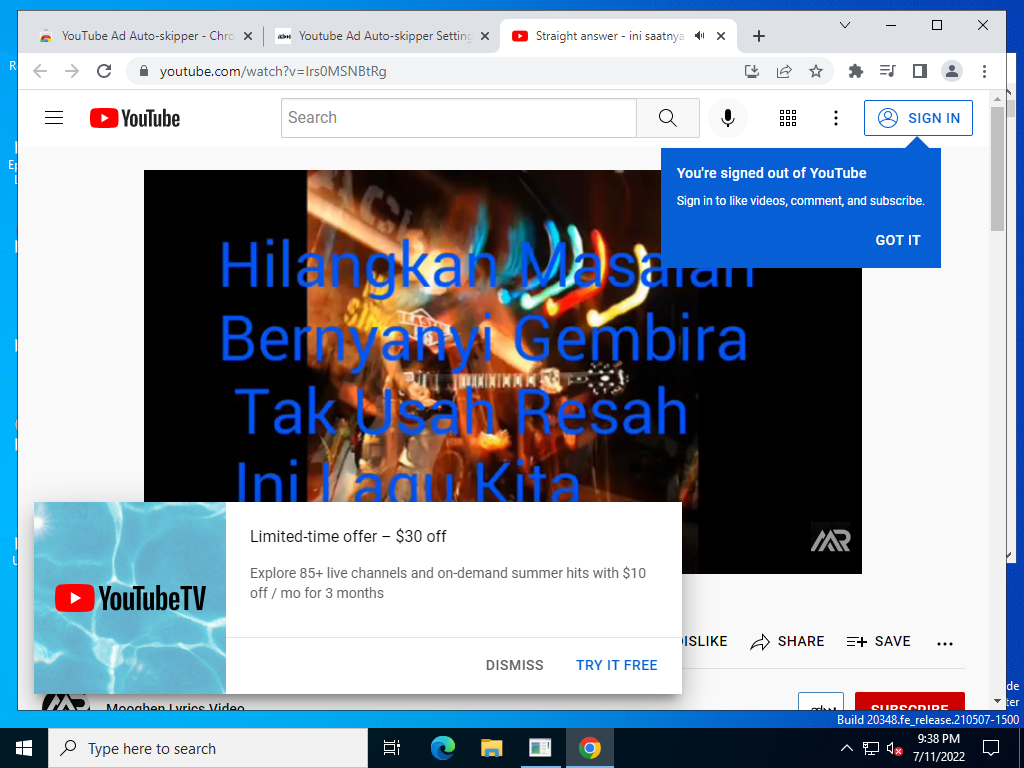 YouTube Ad Auto-skipper - Chro
Youtube Ad Auto-skipper Setting
Straight answer - ini saatnya
youtube.com/watch?v=Irs0MSNBtRg
YouTube
Search
SIGN IN
You're signed out of YouTube
Sign in to like videos, comment, and subscribe.
GOT IT
Hilangkan Masalah
Bernyanyi Gembira
Tak Usah Resah
Ini Lagu Kita
MR
YouTubeTV
Limited-time offer – $30 off
Explore 85+ live channels and on-demand summer hits with $10
off / mo for 3 months
DISMISS
TRY IT FREE
DISLIKE
SHARE
SAVE
Mooghen Lyrics Video
SUBSCRIBE
Build 20348.fe_release.210507-1500
Type here to search
9:38 PM
7/11/2022